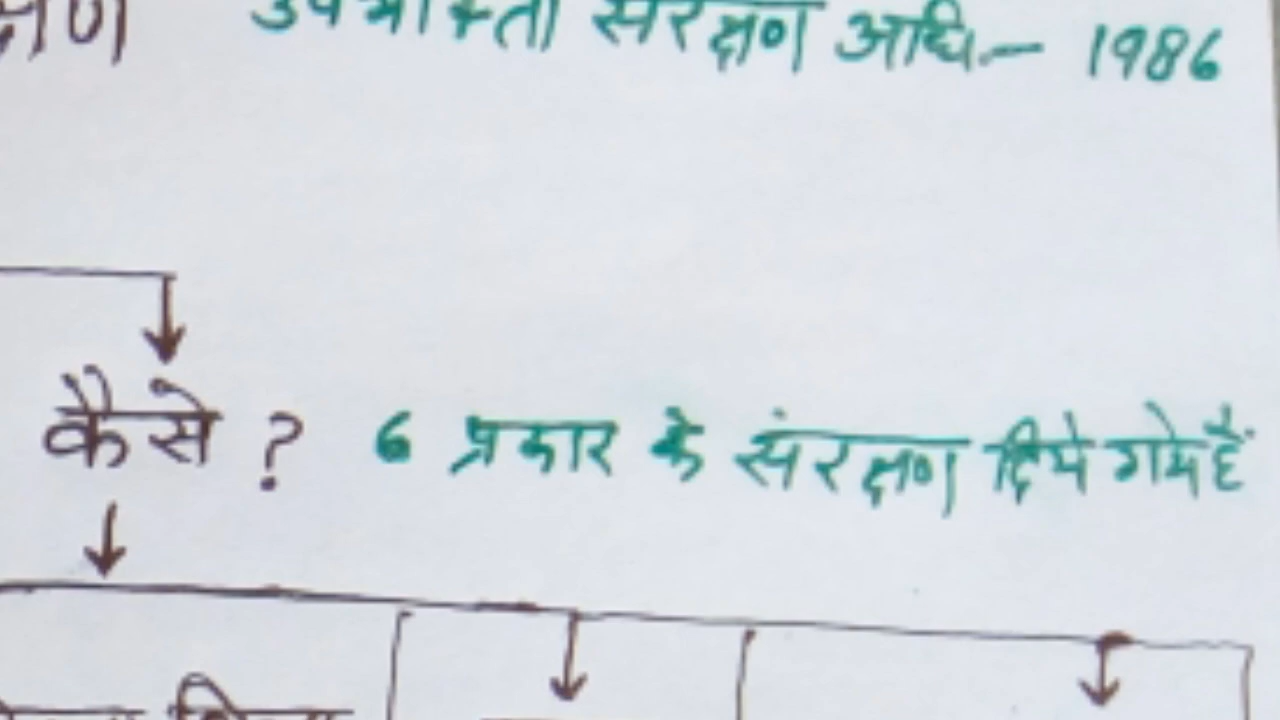 उपभोक्ता संरक्षण अधि.- 1986
कैसे ? 6 प्रकार के संरक्षण दिये गये हैं